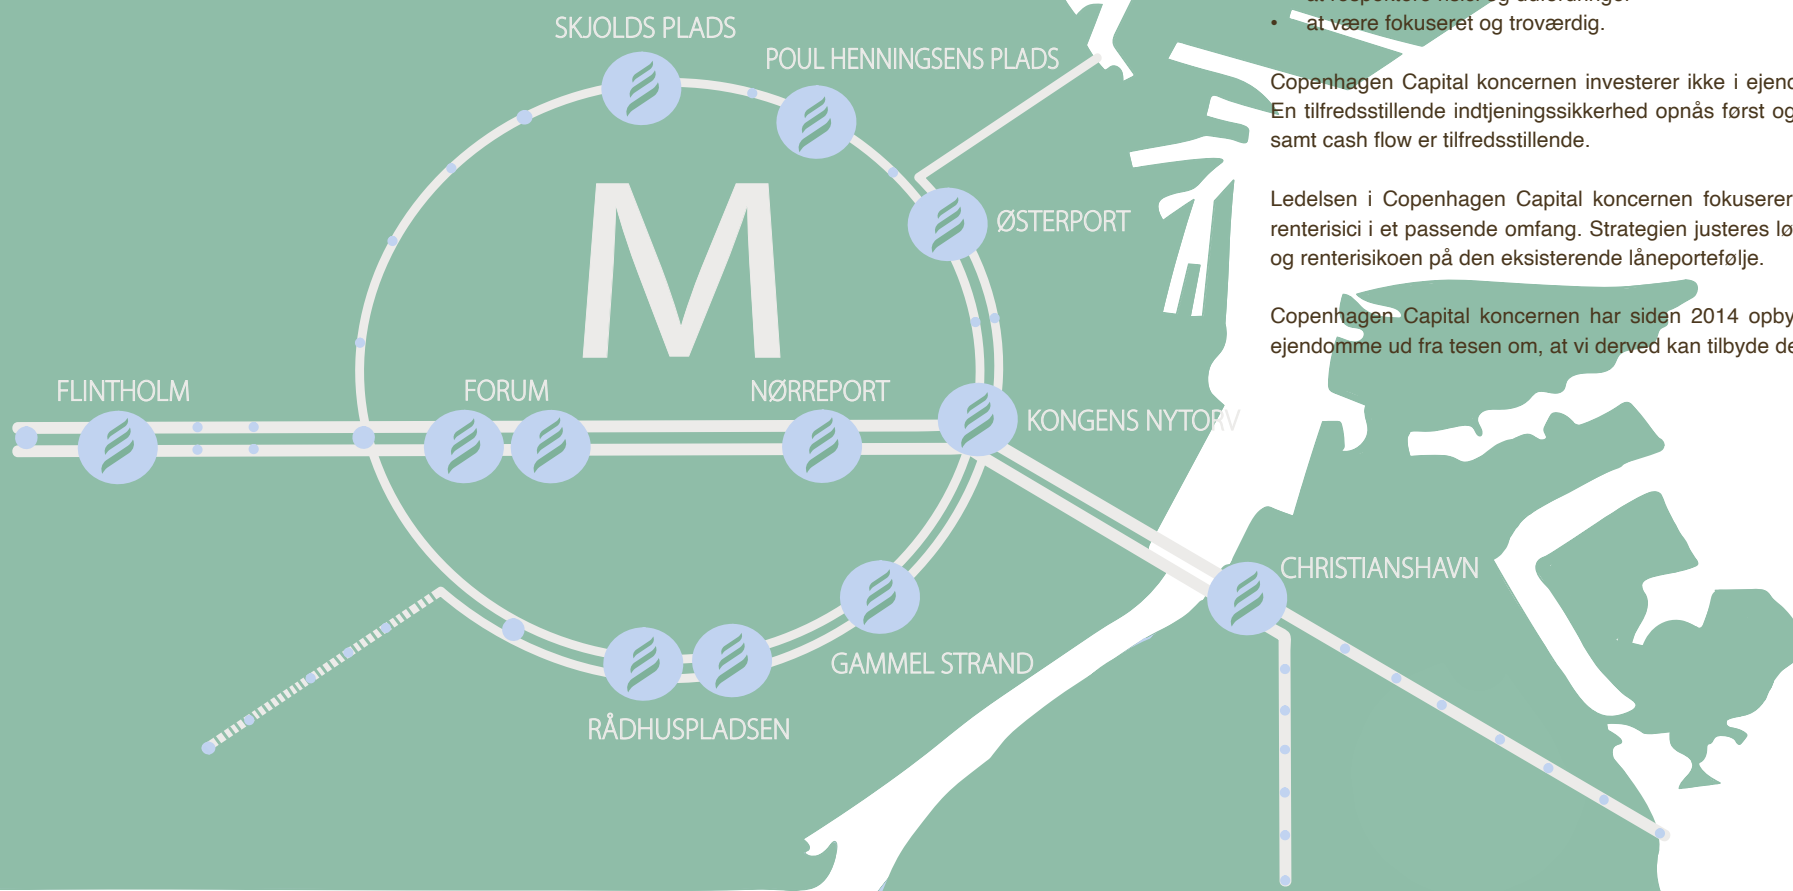 SKJOLDS PLADS
POUL HENNINGSENS PLADS
M
ØSTERPORT
FLINTHOLM
FORUM
NØRREPORT
KONGENS NYTORV
CHRISTIANSHAVN
GAMMEL STRAND
RÅDHUSPLADSEN
• at være fokuseret og troværdig.
Copenhagen Capital koncernen investerer ikke i ejend
En tilfredsstillende indtjeningssikkerhed opnås først og
samt cash flow er tilfredsstillende.
Ledelsen i Copenhagen Capital koncernen fokuserer
renterisici i et passende omfang. Strategien justeres lø
og renterisikoen på den eksisterende låneportefølje.
Copenhagen Capital koncernen har siden 2014 opby
ejendomme ud fra tesen om, at vi derved kan tilbyde de